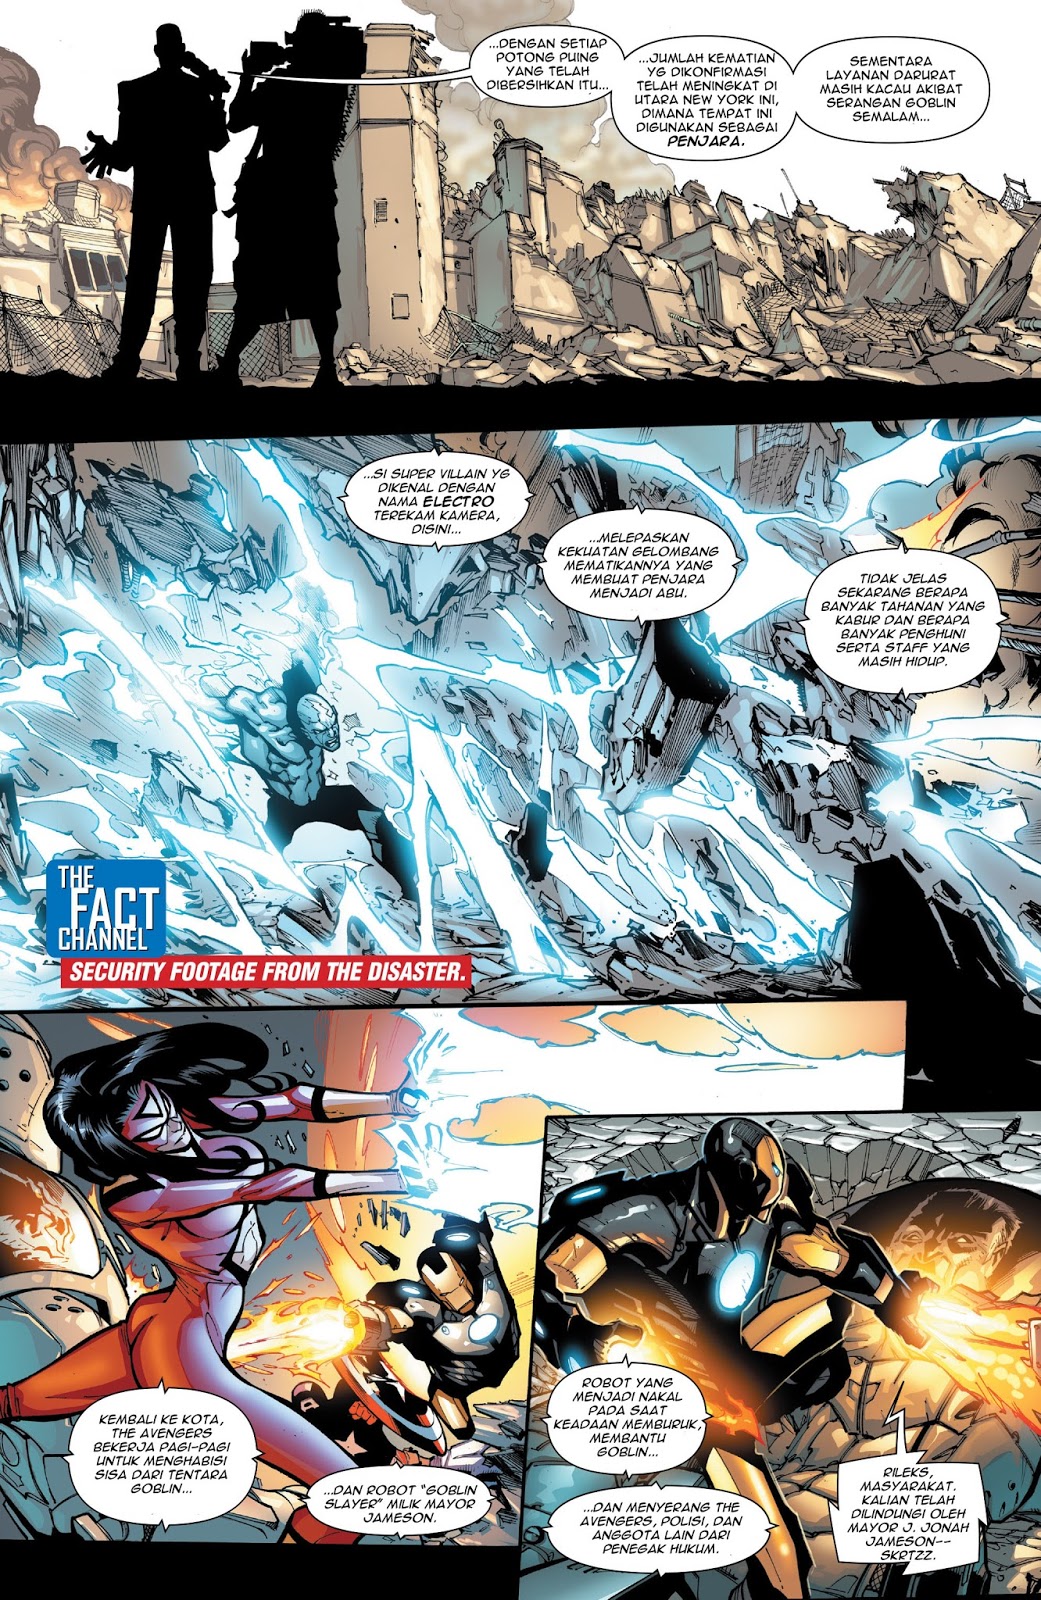 ...DENGAN SETIAP
POTONG PUING
YANG TELAH
DIBERSIHKAN ITU...
...JUMLAH KEMATIAN
YG DIKONFIRMASI
TELAH MENINGKAT DI
UTARA NEW YORK INI,
DIMANA TEMPAT INI
DIGUNAKAN SEBAGAI
PENJARA.
SEMENTARA
LAYANAN DARURAT
MASIH KACAU AKIBAT
SERANGAN GOBLIN
SEMALAM...
...SI SUPER VILLAIN YG
DIKENAL DENGAN
NAMA ELECTRO
TEREKAM KAMERA,
DISINI...
...MELEPASKAN
KEKUATAN GELOMBANG
MEMATIKANNYA YANG
MEMBUAT PENJARA
MENJADI ABU.
TIDAK JELAS
SEKARANG BERAPA
BANYAK TAHANAN YANG
KABUR DAN BERAPA
BANYAK PENGHUNI
SERTA STAFF YANG
MASIH HIDUP.
THE
FACT
CHANNEL
SECURITY FOOTAGE FROM THE DISASTER.
KEMBALI KE KOTA,
THE AVENGERS
BEKERJA PAGI-PAGI
UNTUK MENGHABISI
SISA DARI TENTARA
GOBLIN...
...DAN ROBOT "GOBLIN
SLAYER" MILIK MAYOR
JAMESON.
ROBOT YANG
MENJADI NAKAL
PADA SAAT
KEADAAN MEMBURUK,
MEMBANTU
GOBLIN...
...DAN MENYERANG THE
AVENGERS, POLISI, DAN
ANGGOTA LAIN DARI
PENEGAK HUKUM.
RILEKS,
MASYARAKAT.
KALIAN TELAH
DILINDUNGI OLEH
MAYOR J. JONAH
JAMESON--
SKRTZZ.